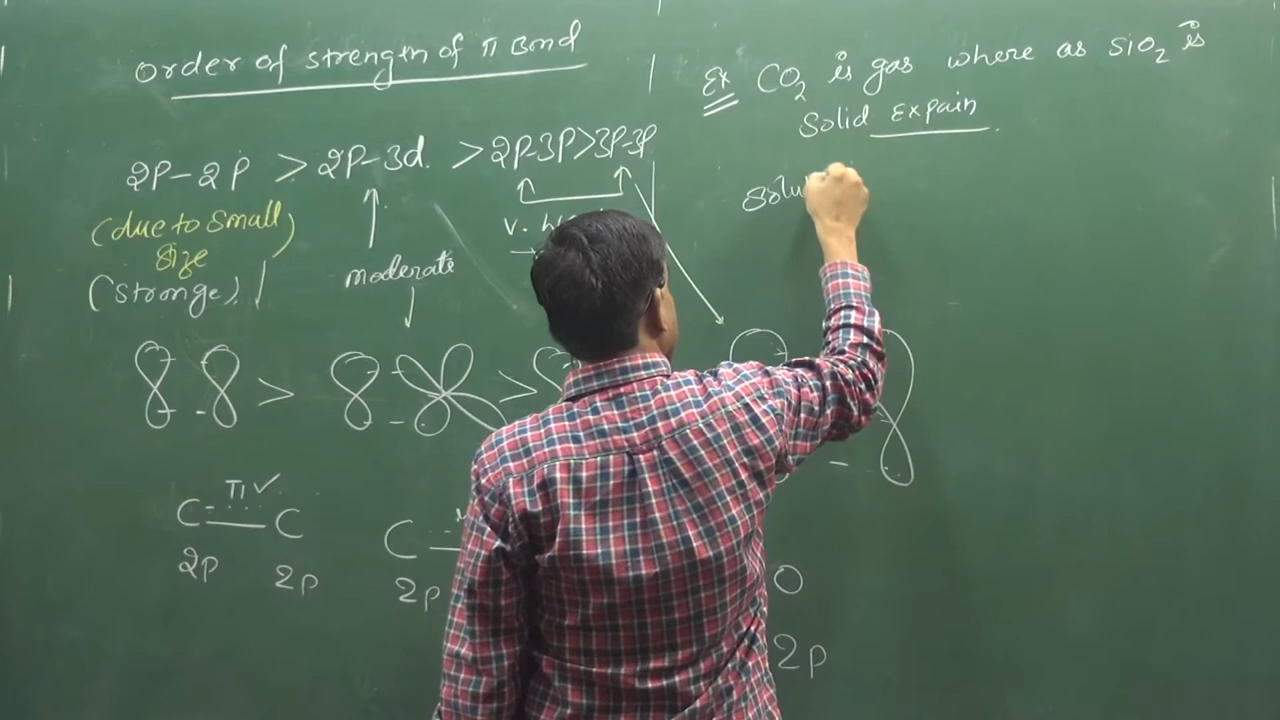 Order of strength of π Bond
2P-2P > 2P-3d. > 2P-3P > 3P-3P
(due to small
size
(stronge)
moderate
v.
> >
C=C
π ✓
2p 2p
C
2p
O
2p
Ex CO2 is gas where as SiO2 is
Solid Expain
Solu